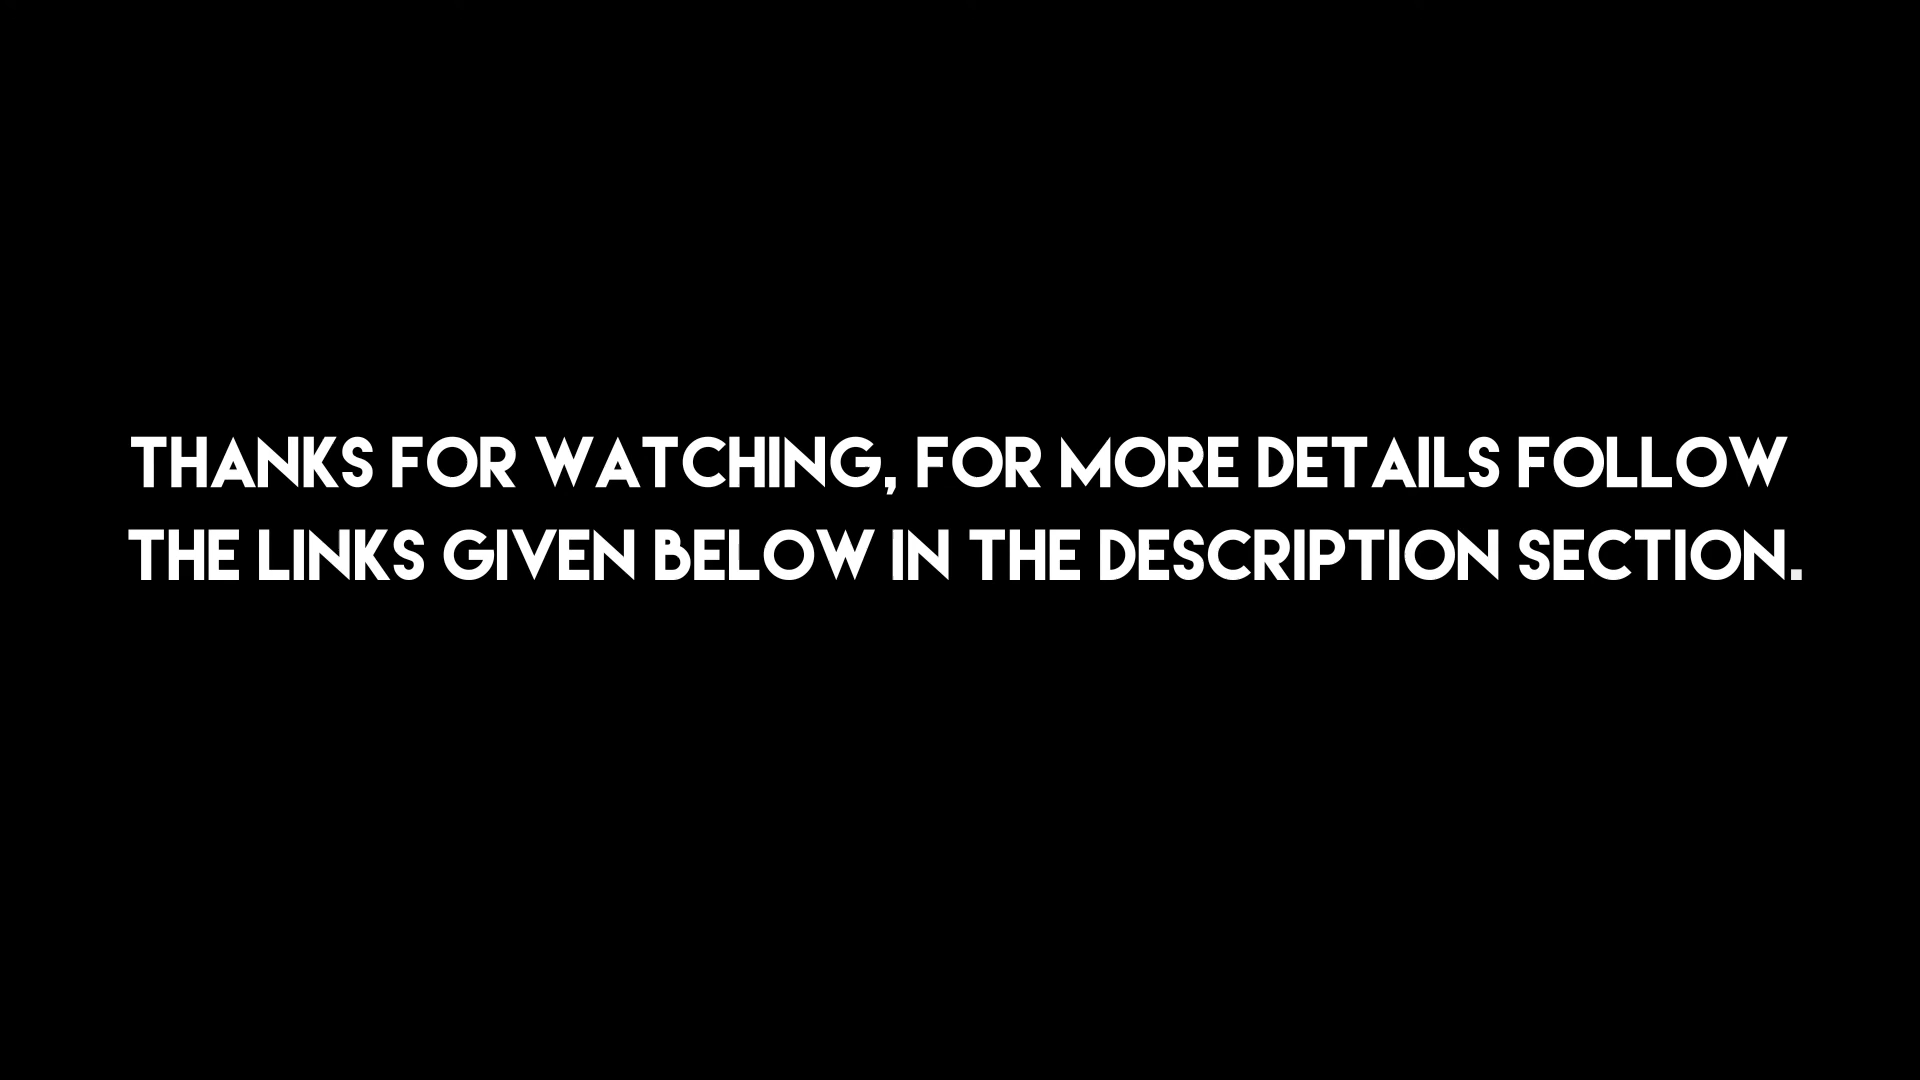 THANKS FOR WATCHING, FOR MORE DETAILS FOLLOW
THE LINKS GIVEN BELOW IN THE DESCRIPTION SECTION.